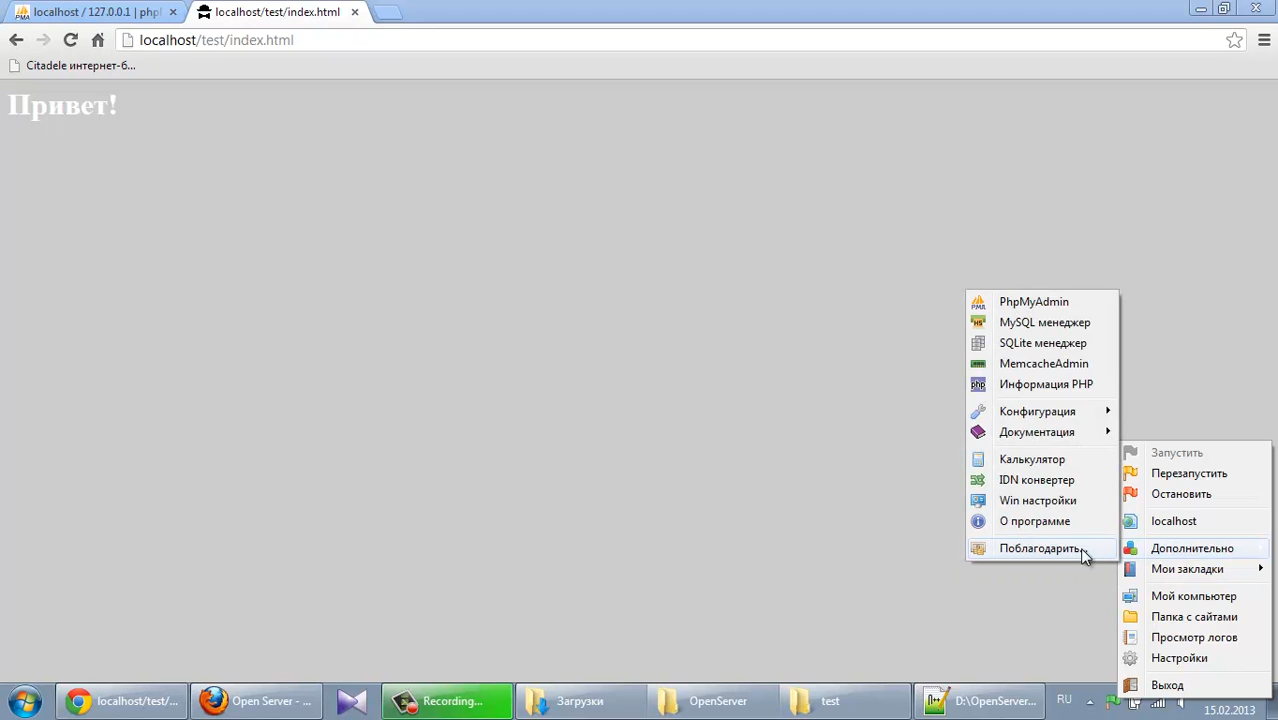 localhost / 127.0.0.1 | phpl
localhost/test/index.html
localhost/test/index.html
Citadele интернет-б...
Привет!
PhpMyAdmin
MySQL менеджер
SQLite менеджер
MemcacheAdmin
Информация PHP
Конфигурация
Документация
Калькулятор
IDN конвертер
Win настройки
О программе
Поблагодарить...
Запустить
Перезапустить
Остановить
localhost
Дополнительно
Мои закладки
Мой компьютер
Папка с сайтами
Просмотр логов
Настройки
Выход
localhost/test/...
Open Server - ...
Recording...
Загрузки
OpenServer
test
D:\OpenServer...
RU
15.02.2013